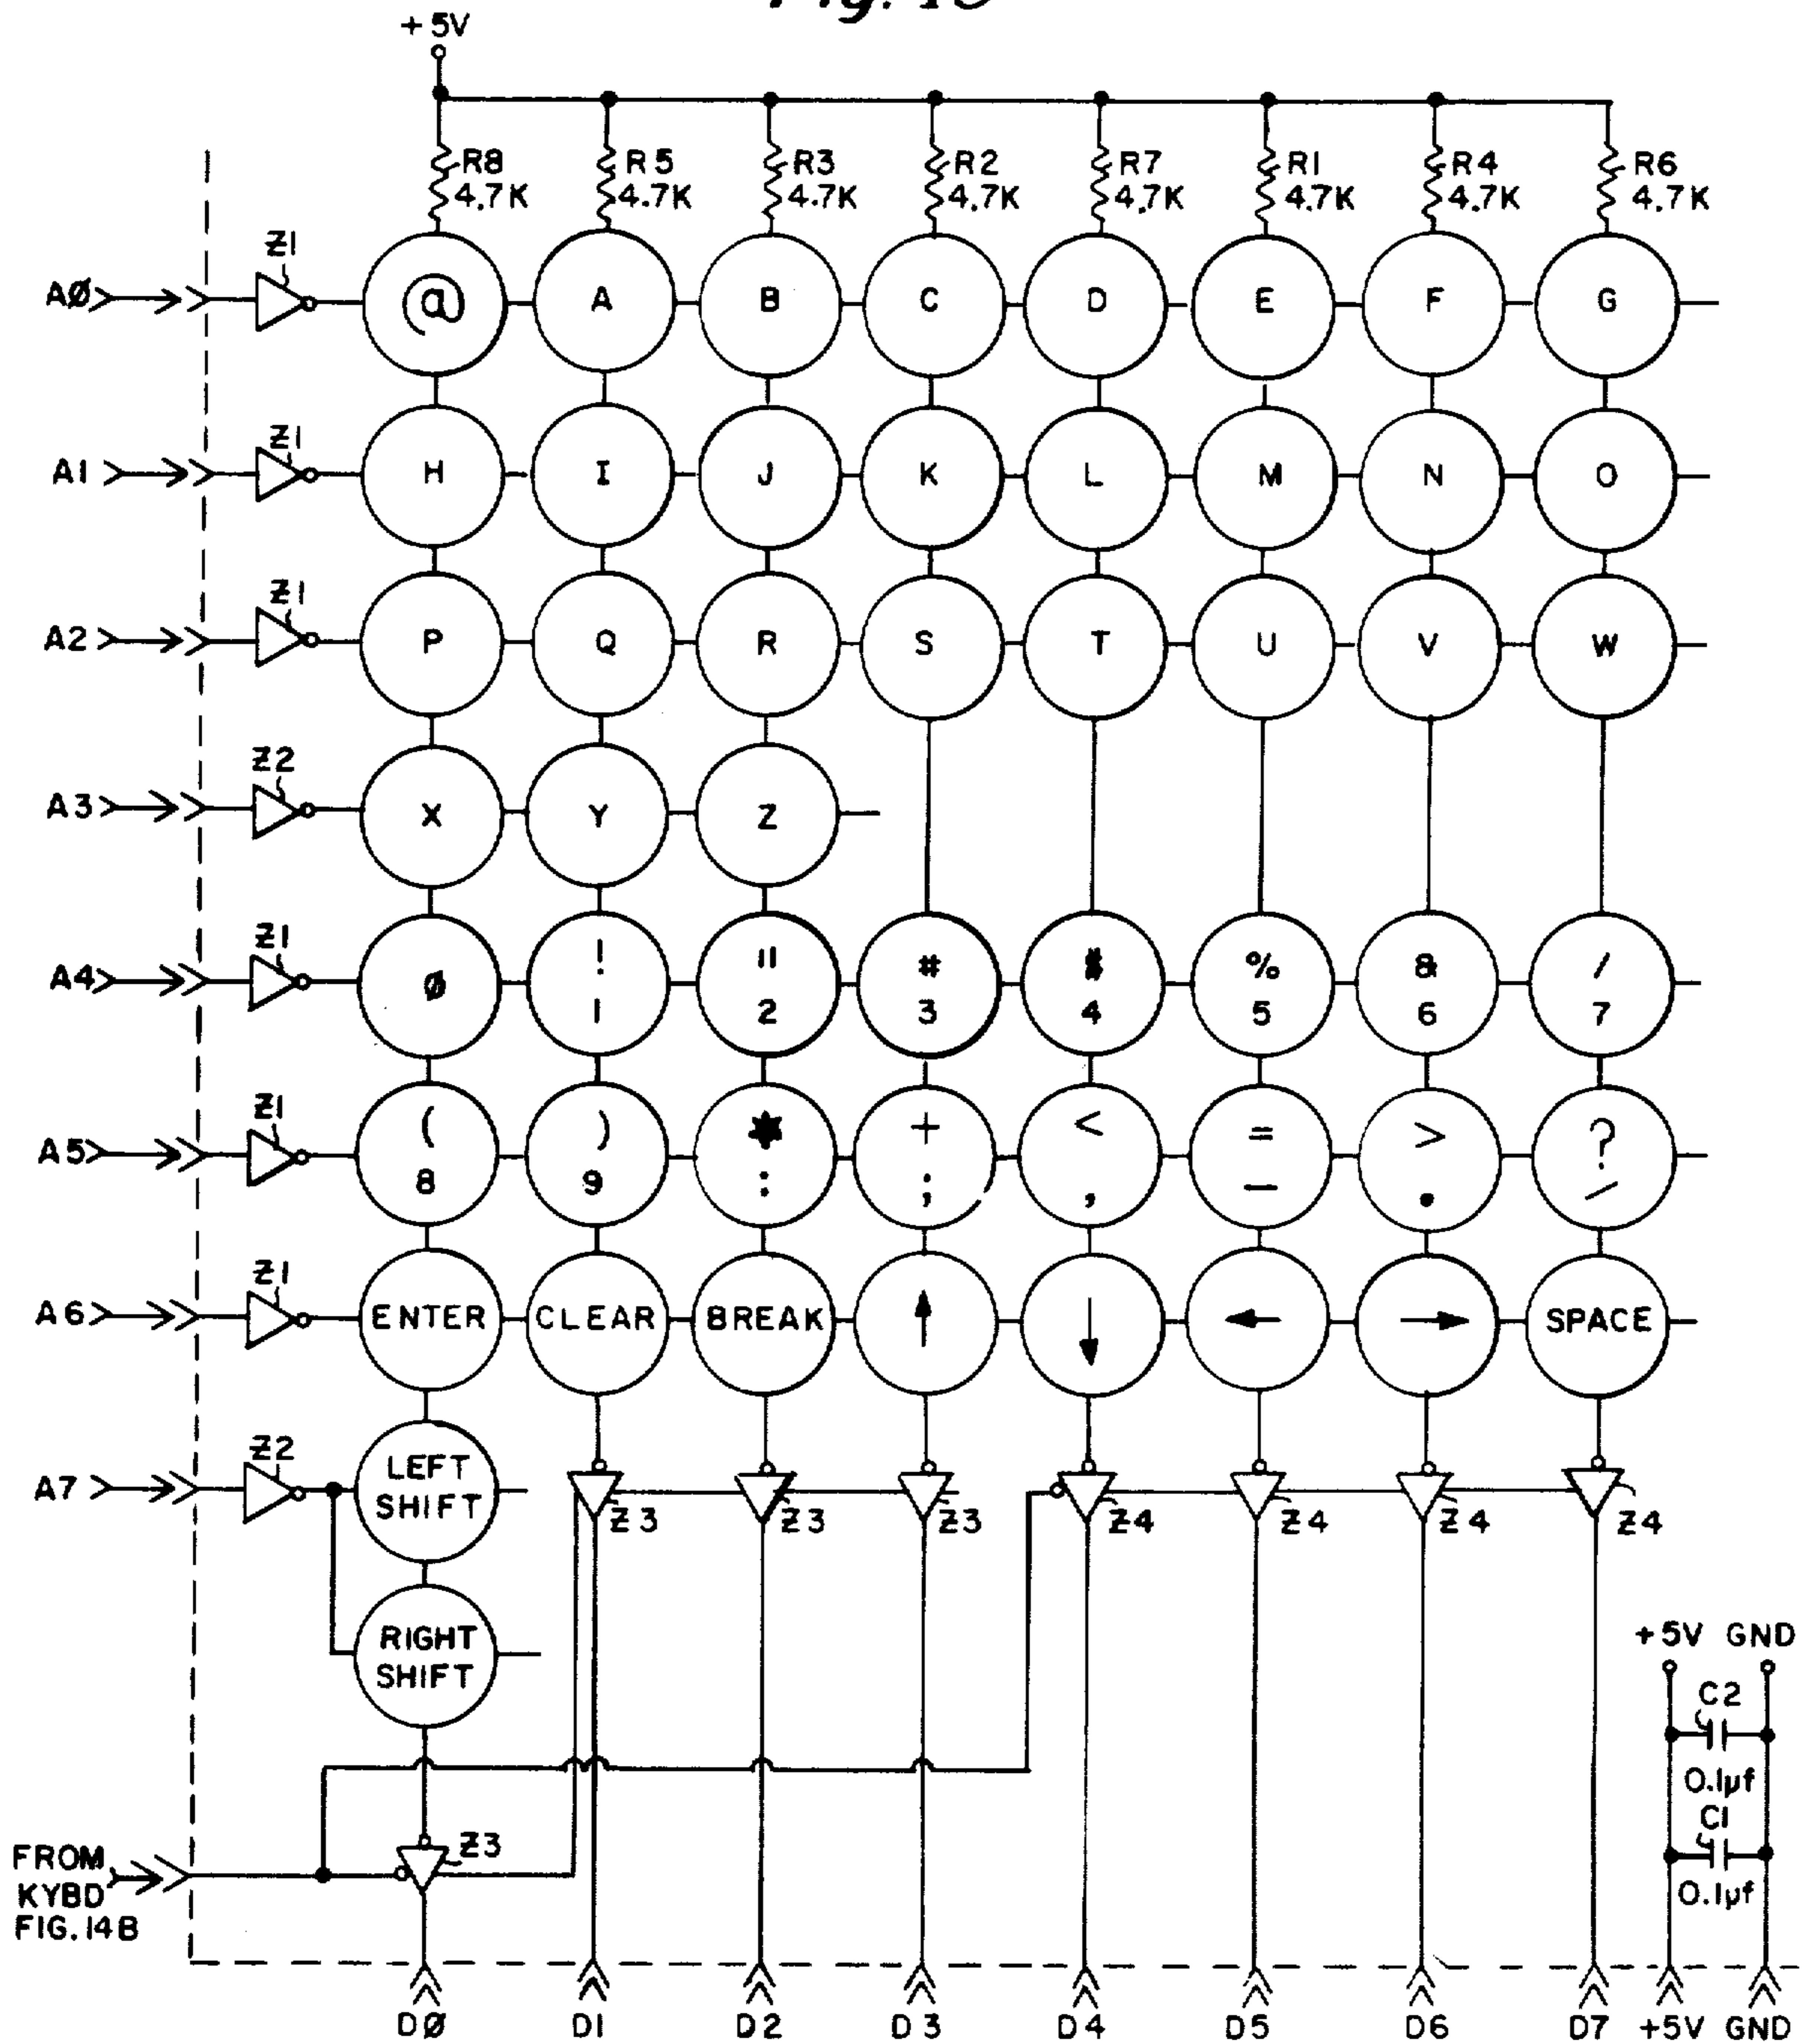 Fig. 15
+5V
R8 R5 R3 R2 R7 R1 R4 R6
4.7K 4.7K 4.7K 4.7K 4.7K 4.7K 4.7K 4.7K
Z1
AØ @ A B C D E F G
Z1
A1 H I J K L M N O
Z1
A2 P Q R S T U V W
Z2
A3 X Y Z
Z1
! " # $ % & /
A4 Ø 1 2 3 4 5 6 7
Z1
( ) * + < = > ?
A5
8 9 : ; , – . /
Z1
A6 ENTER CLEAR BREAK ↑ ↓ ← → SPACE
Z2
A7 LEFT
SHIFT
Z3 Z3 Z3 Z4 Z4 Z4 Z4
RIGHT
SHIFT
+5V GND
C2
0.1µf
C1
0.1µf
Z3
FROM
KYBD
FIG. 14B
DØ D1 D2 D3 D4 D5 D6 D7 +5V GND